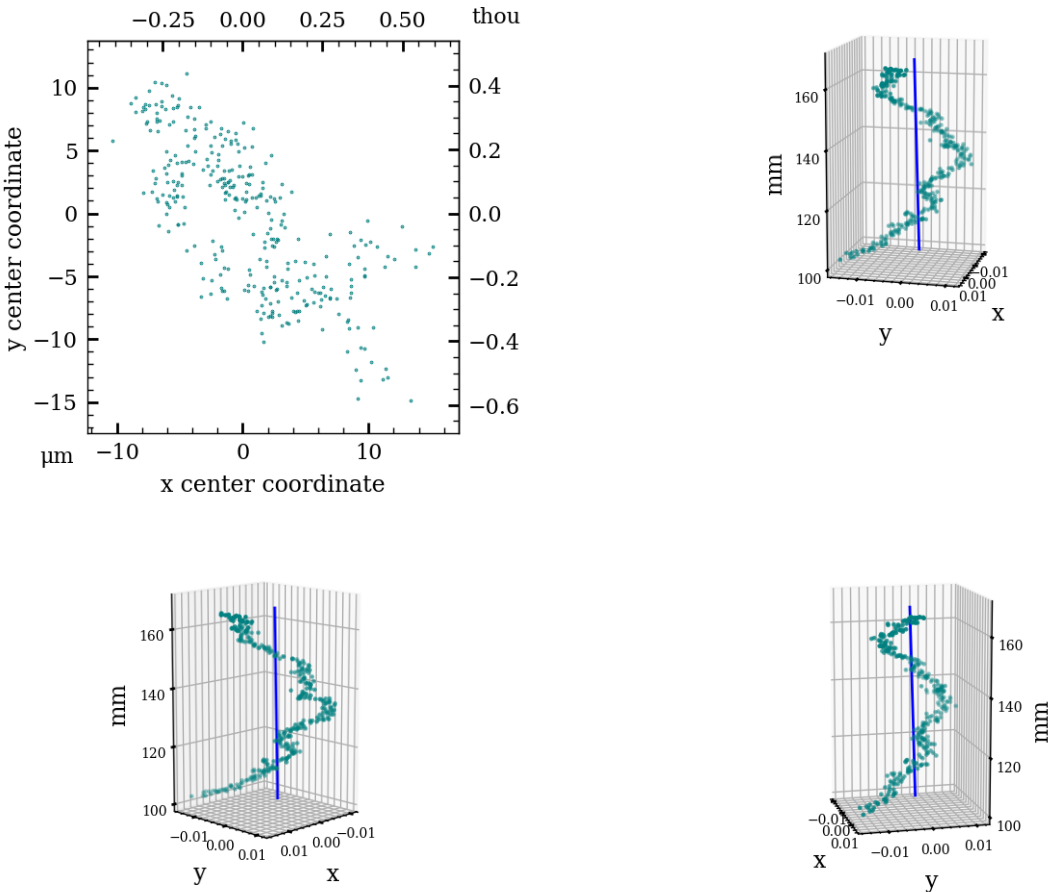 −0.25 0.00 0.25 0.50 thou
10 5 0 −5 −10 −15
y center coordinate
0.4 0.2 0.0 −0.2 −0.4 −0.6
μm −10 0 10
x center coordinate
160 140 120 100
mm
−0.01 0.00 0.01
y
−0.01 0.00 0.01
x
160 140 120 100
mm
−0.01 0.00 0.01
y
0.01 0.00 −0.01
x
160 140 120 100
mm
−0.01 0.00 0.01
x
−0.01 0.00 0.01
y